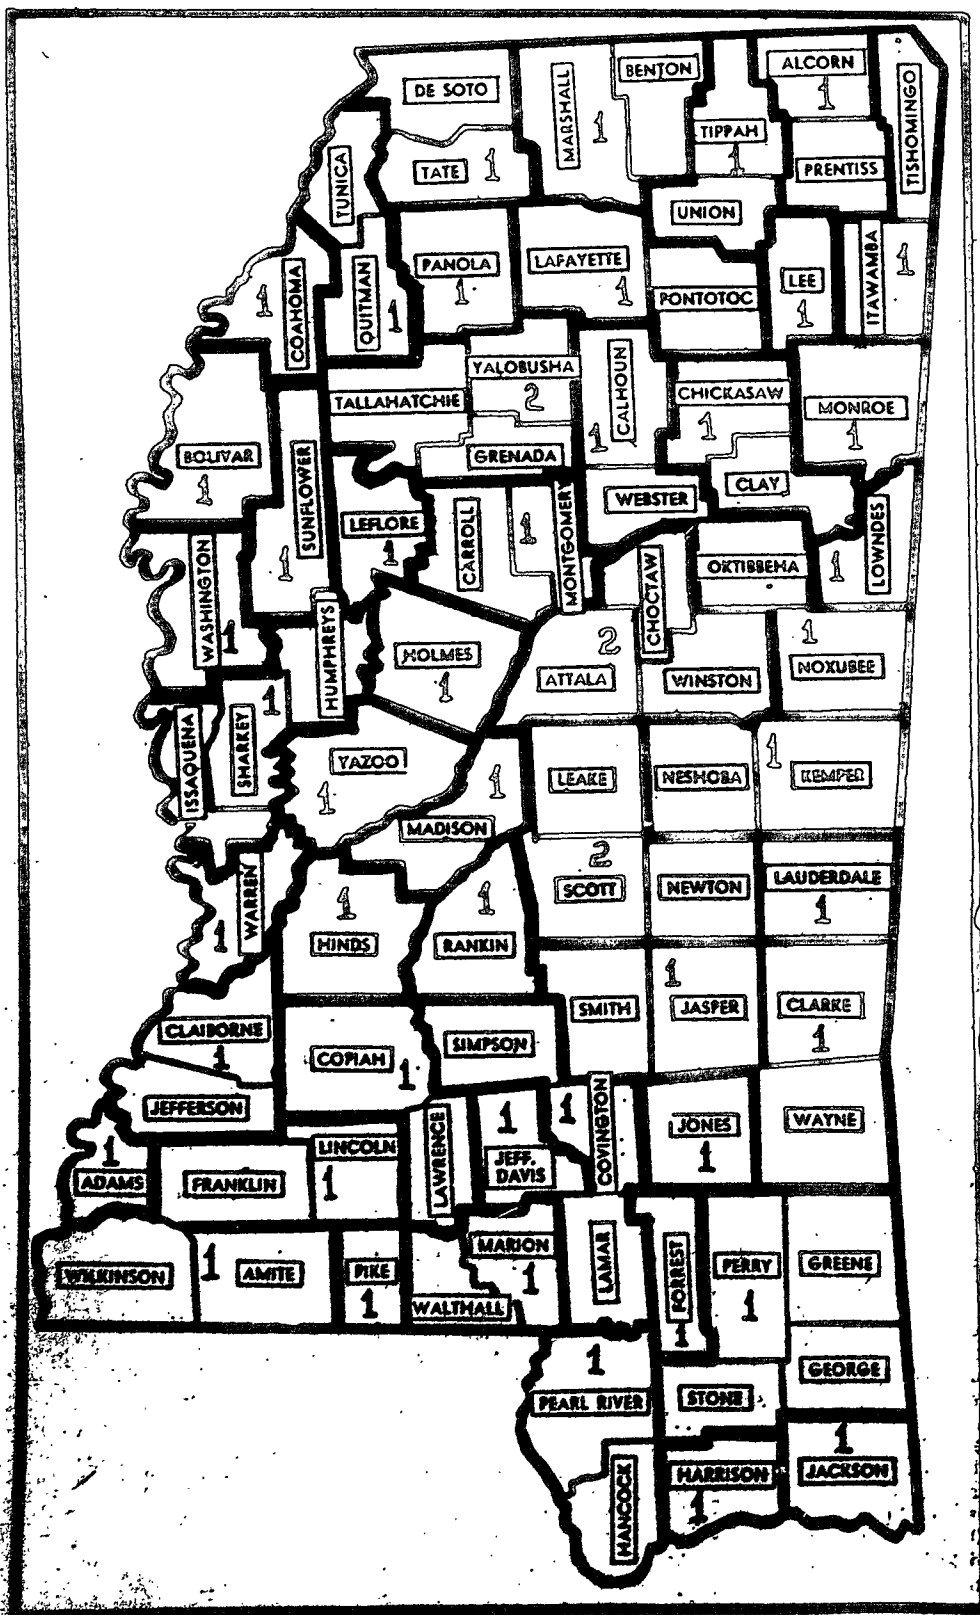 DE SOTO
MARSHALL
1
BENTON
TIPPAH
1
ALCORN
1
TISHOMINGO
PRENTISS
TUNICA
TATE
1
UNION
COAHOMA
1
QUITMAN
1
PANOLA
1
LAFAYETTE
1
PONTOTOC
LEE
1
ITAWAMBA
1
TALLAHATCHIE
YALOBUSHA
2
GRENADA
CALHOUN
1
CHICKASAW
1
MONROE
1
BOLIVAR
1
SUNFLOWER
1
LEFLORE
1
CARROLL
1
MONTGOMERY
WEBSTER
CLAY
LOWNDES
1
OKTIBBEHA
CHOCTAW
WASHINGTON
1
HUMPHREYS
HOLMES
1
ATTALA
2
WINSTON
NOXUBEE
1
ISSAQUENA
SHARKEY
1
YAZOO
1
MADISON
1
LEAKE
NESHOBA
KEMPER
1
WARREN
1
HINDS
1
RANKIN
1
SCOTT
2
NEWTON
LAUDERDALE
1
CLAIBORNE
1
COPIAH
1
SIMPSON
SMITH
JASPER
1
CLARKE
1
JEFFERSON
ADAMS
1
FRANKLIN
LINCOLN
1
LAWRENCE
JEFF.
DAVIS
1
COVINGTON
1
JONES
1
WAYNE
WILKINSON
AMITE
1
PIKE
1
WALTHALL
MARION
1
LAMAR
FORREST
1
PERRY
1
GREENE
PEARL RIVER
1
STONE
GEORGE
HANCOCK
HARRISON
1
JACKSON
1